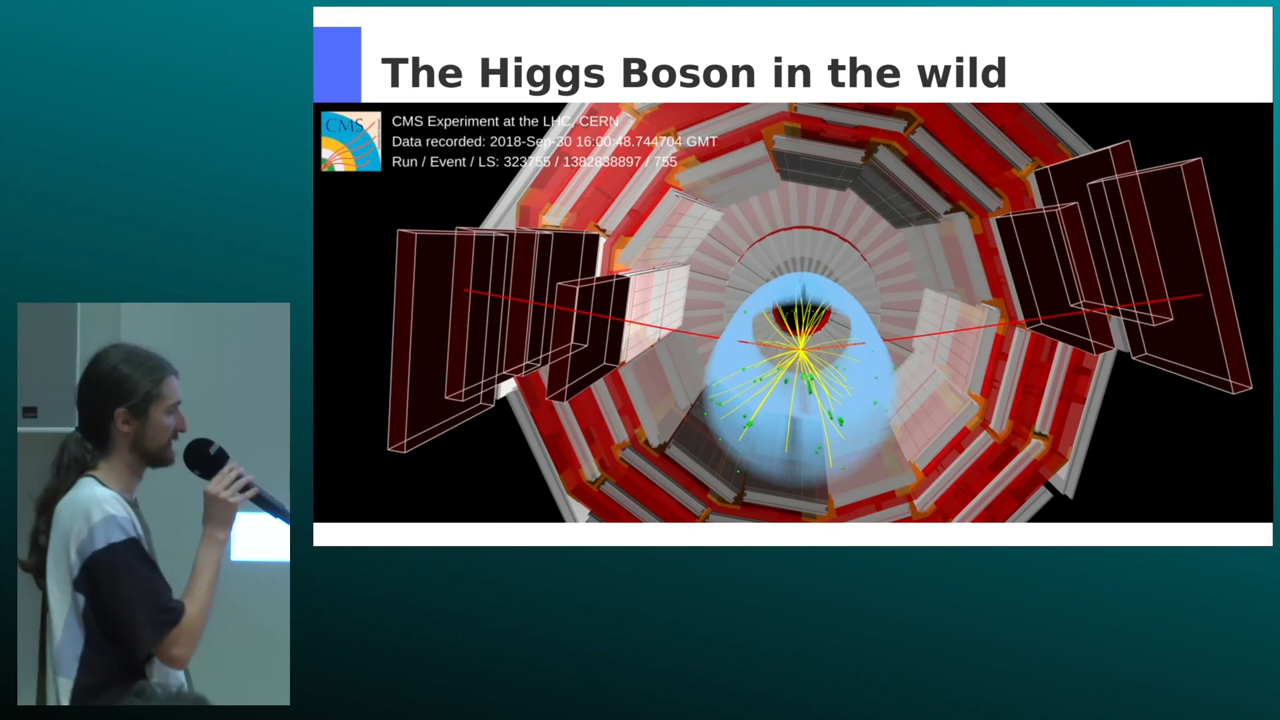 The Higgs Boson in the wild
CMS
CMS Experiment at the LHC, CERN
Data recorded: 2018-Sep-30 16:00:48.744704 GMT
Run / Event / LS: 323755 / 1382838897 / 755